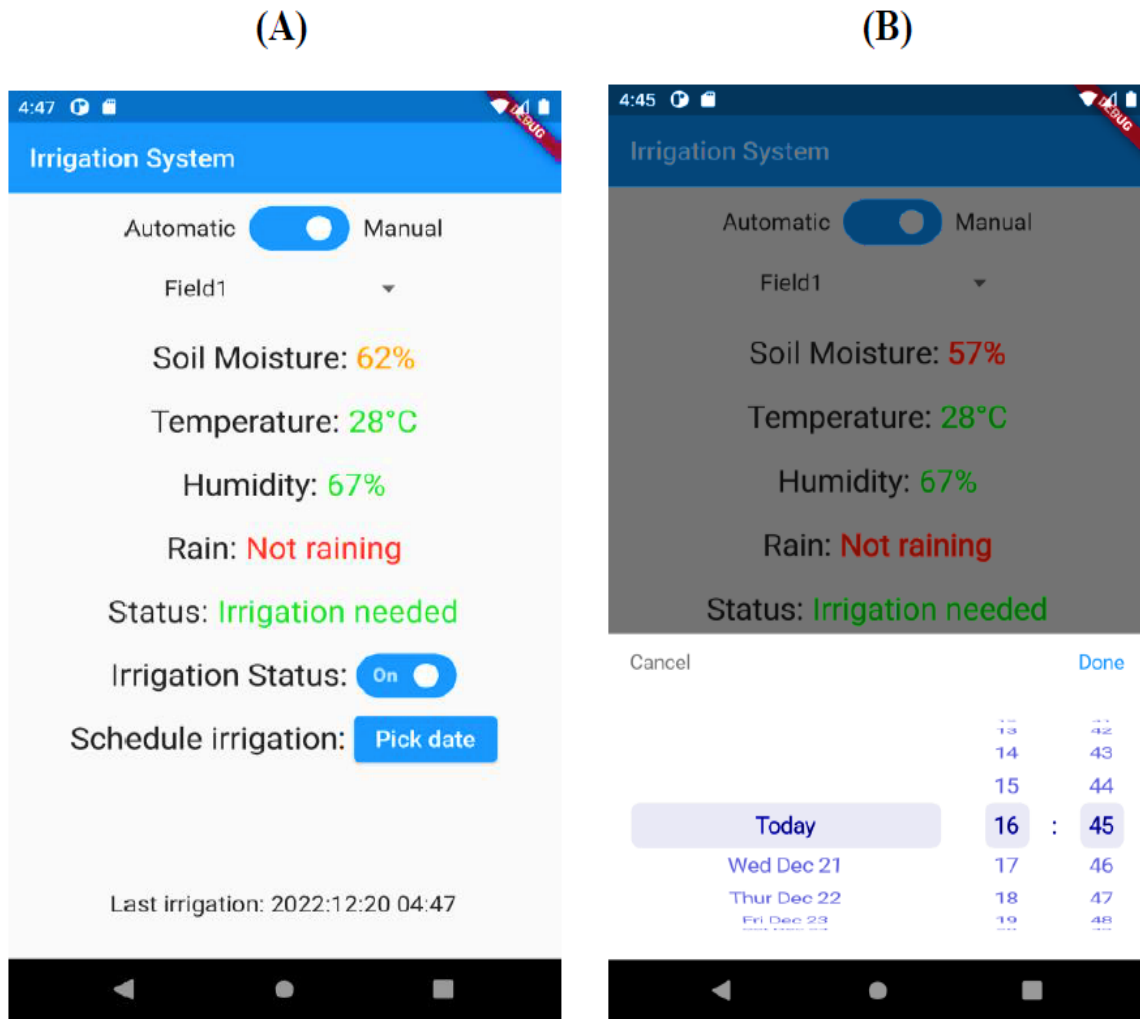 (A)
4:47
DEBUG
Irrigation System
Automatic Manual
Field1
Soil Moisture: 62%
Temperature: 28°C
Humidity: 67%
Rain: Not raining
Status: Irrigation needed
Irrigation Status: On
Schedule irrigation: Pick date
Last irrigation: 2022:12:20 04:47
(B)
4:45
DEBUG
Irrigation System
Automatic Manual
Field1
Soil Moisture: 57%
Temperature: 28°C
Humidity: 67%
Rain: Not raining
Status: Irrigation needed
Cancel Done
13 42
14 43
15 44
Today 16 : 45
Wed Dec 21 17 46
Thur Dec 22 18 47
Fri Dec 23 19 48